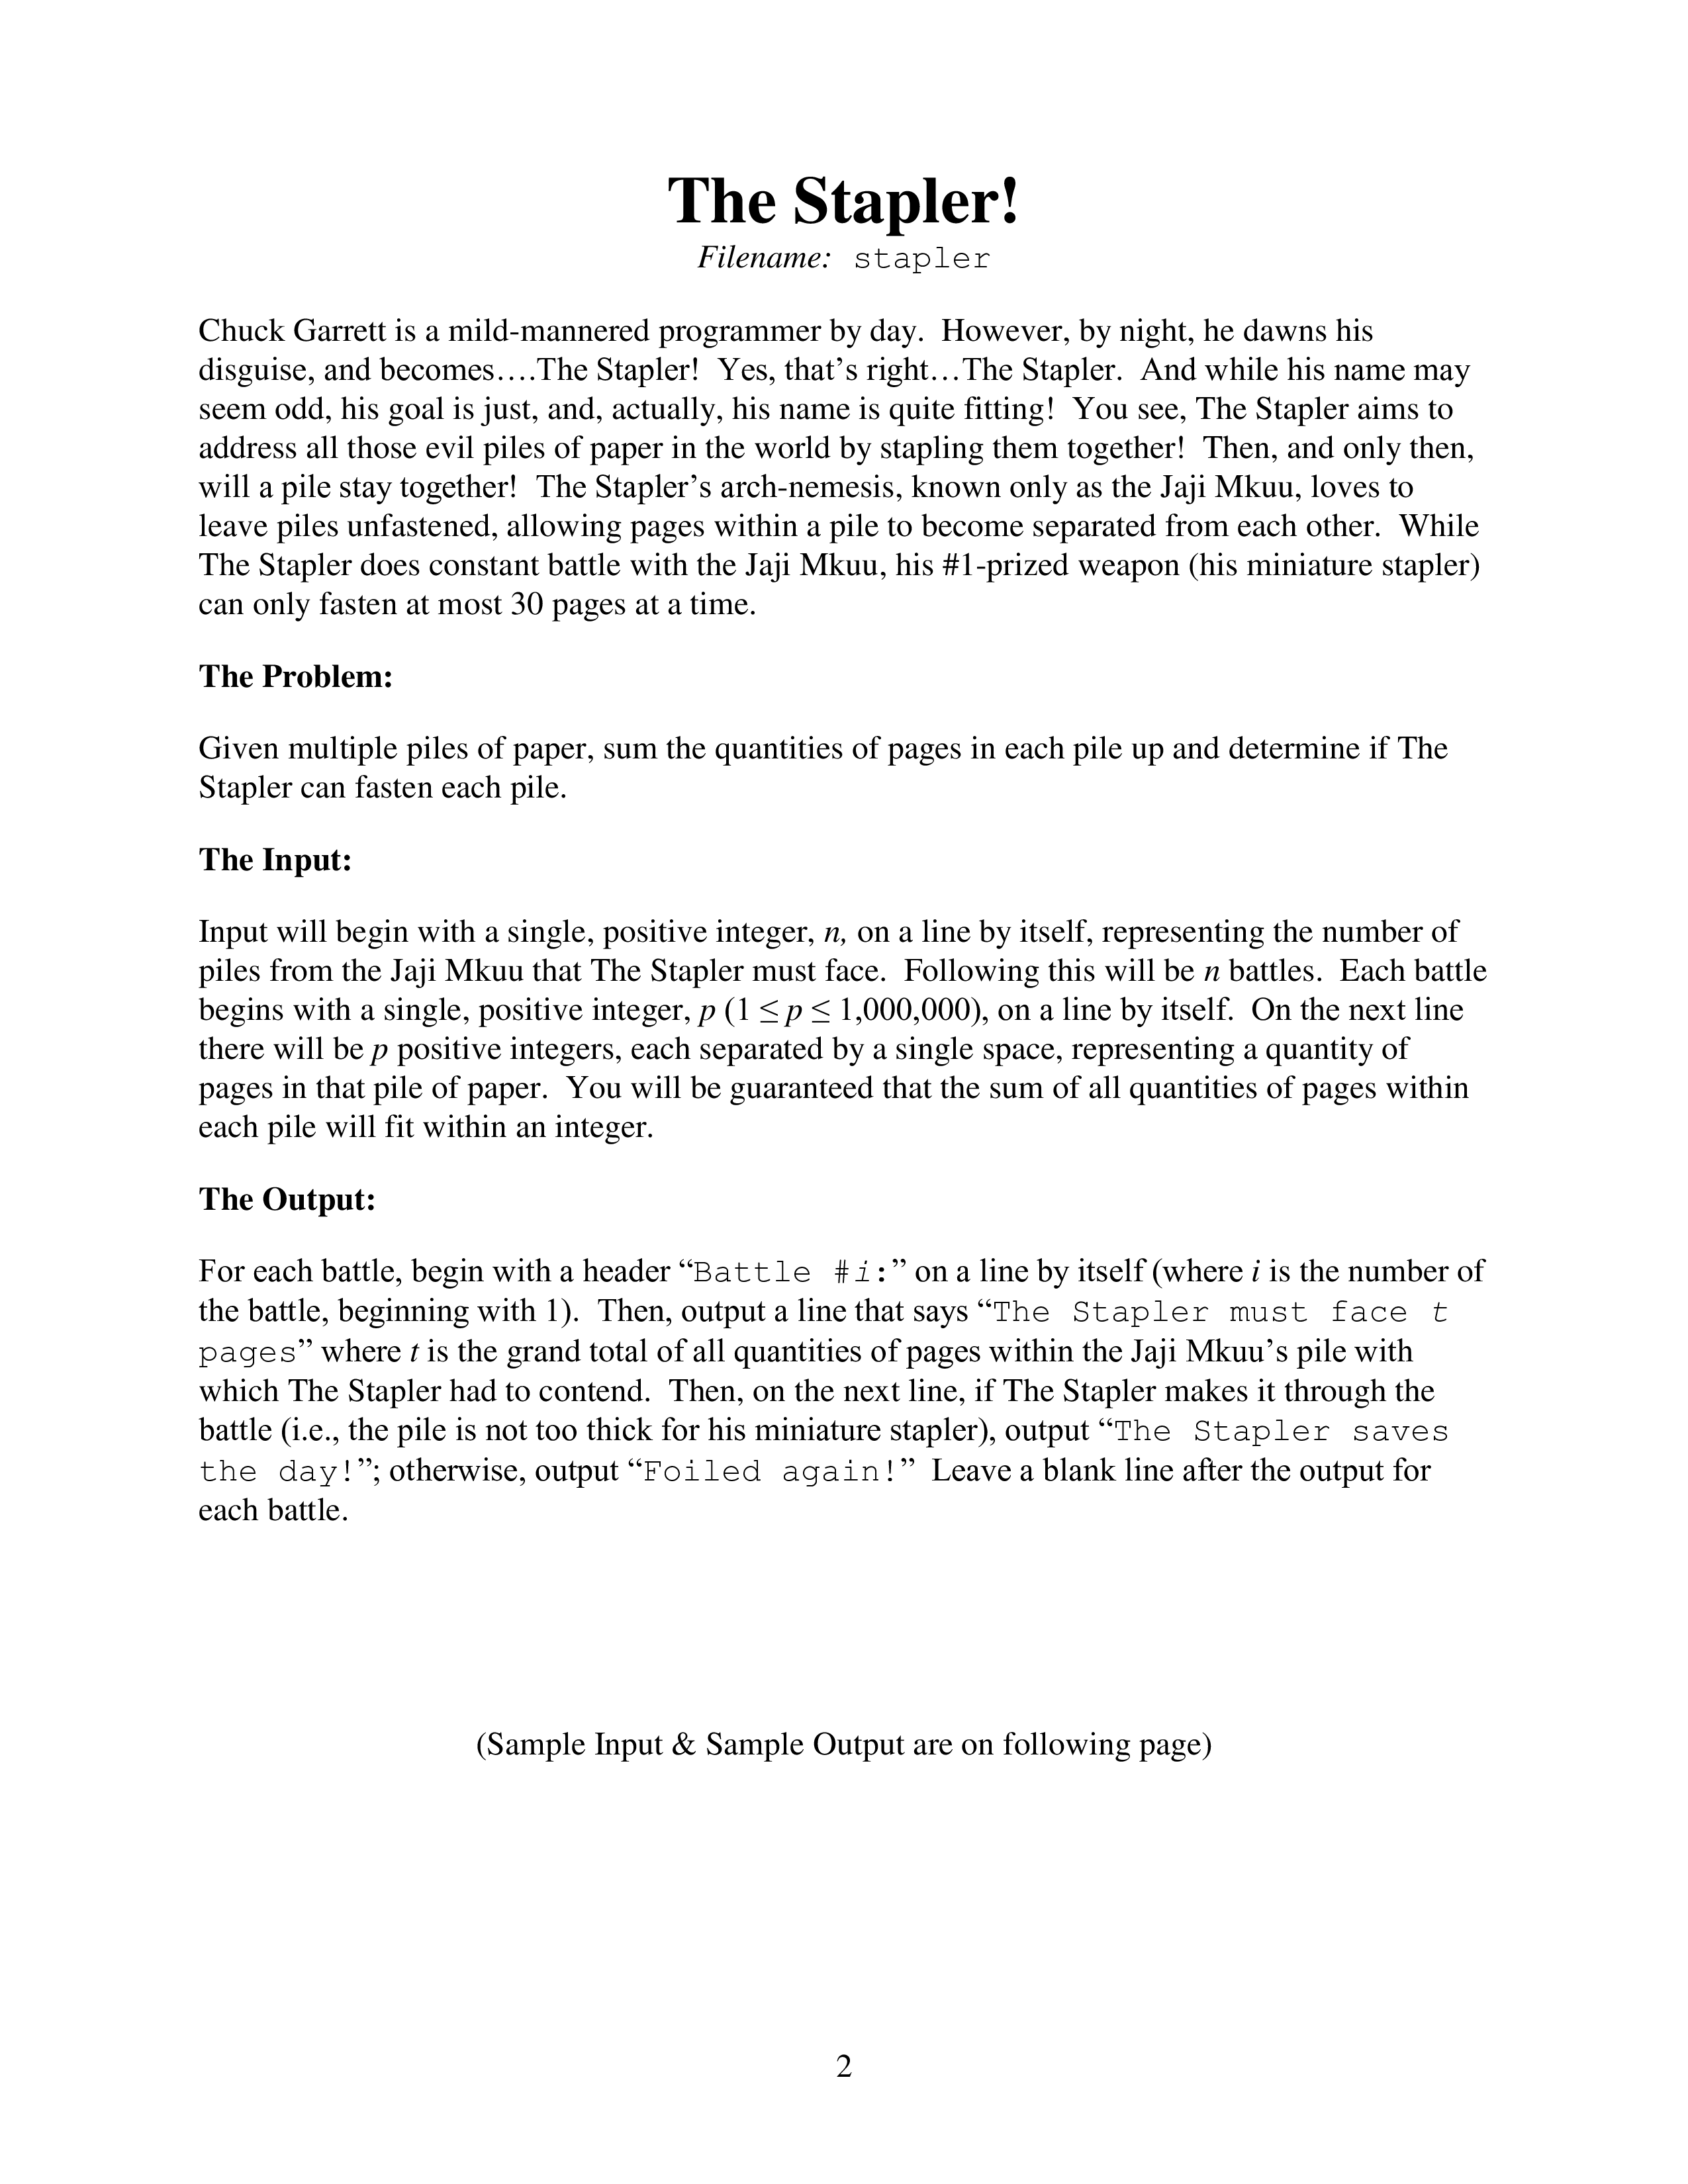 The Stapler!
Filename: stapler
Chuck Garrett is a mild-mannered programmer by day.  However, by night, he dawns his
disguise, and becomes….The Stapler!  Yes, that’s right…The Stapler.  And while his name may
seem odd, his goal is just, and, actually, his name is quite fitting!  You see, The Stapler aims to
address all those evil piles of paper in the world by stapling them together!  Then, and only then,
will a pile stay together!  The Stapler’s arch-nemesis, known only as the Jaji Mkuu, loves to
leave piles unfastened, allowing pages within a pile to become separated from each other.  While
The Stapler does constant battle with the Jaji Mkuu, his #1-prized weapon (his miniature stapler)
can only fasten at most 30 pages at a time.
The Problem:
Given multiple piles of paper, sum the quantities of pages in each pile up and determine if The
Stapler can fasten each pile.
The Input:
Input will begin with a single, positive integer, n, on a line by itself, representing the number of
piles from the Jaji Mkuu that The Stapler must face.  Following this will be n battles.  Each battle
begins with a single, positive integer, p (1 ≤ p ≤ 1,000,000), on a line by itself.  On the next line
there will be p positive integers, each separated by a single space, representing a quantity of
pages in that pile of paper.  You will be guaranteed that the sum of all quantities of pages within
each pile will fit within an integer.
The Output:
For each battle, begin with a header “Battle #i:” on a line by itself (where i is the number of
the battle, beginning with 1).  Then, output a line that says “The Stapler must face t
pages” where t is the grand total of all quantities of pages within the Jaji Mkuu’s pile with
which The Stapler had to contend.  Then, on the next line, if The Stapler makes it through the
battle (i.e., the pile is not too thick for his miniature stapler), output “The Stapler saves
the day!”; otherwise, output “Foiled again!”  Leave a blank line after the output for
each battle.
(Sample Input & Sample Output are on following page)
2